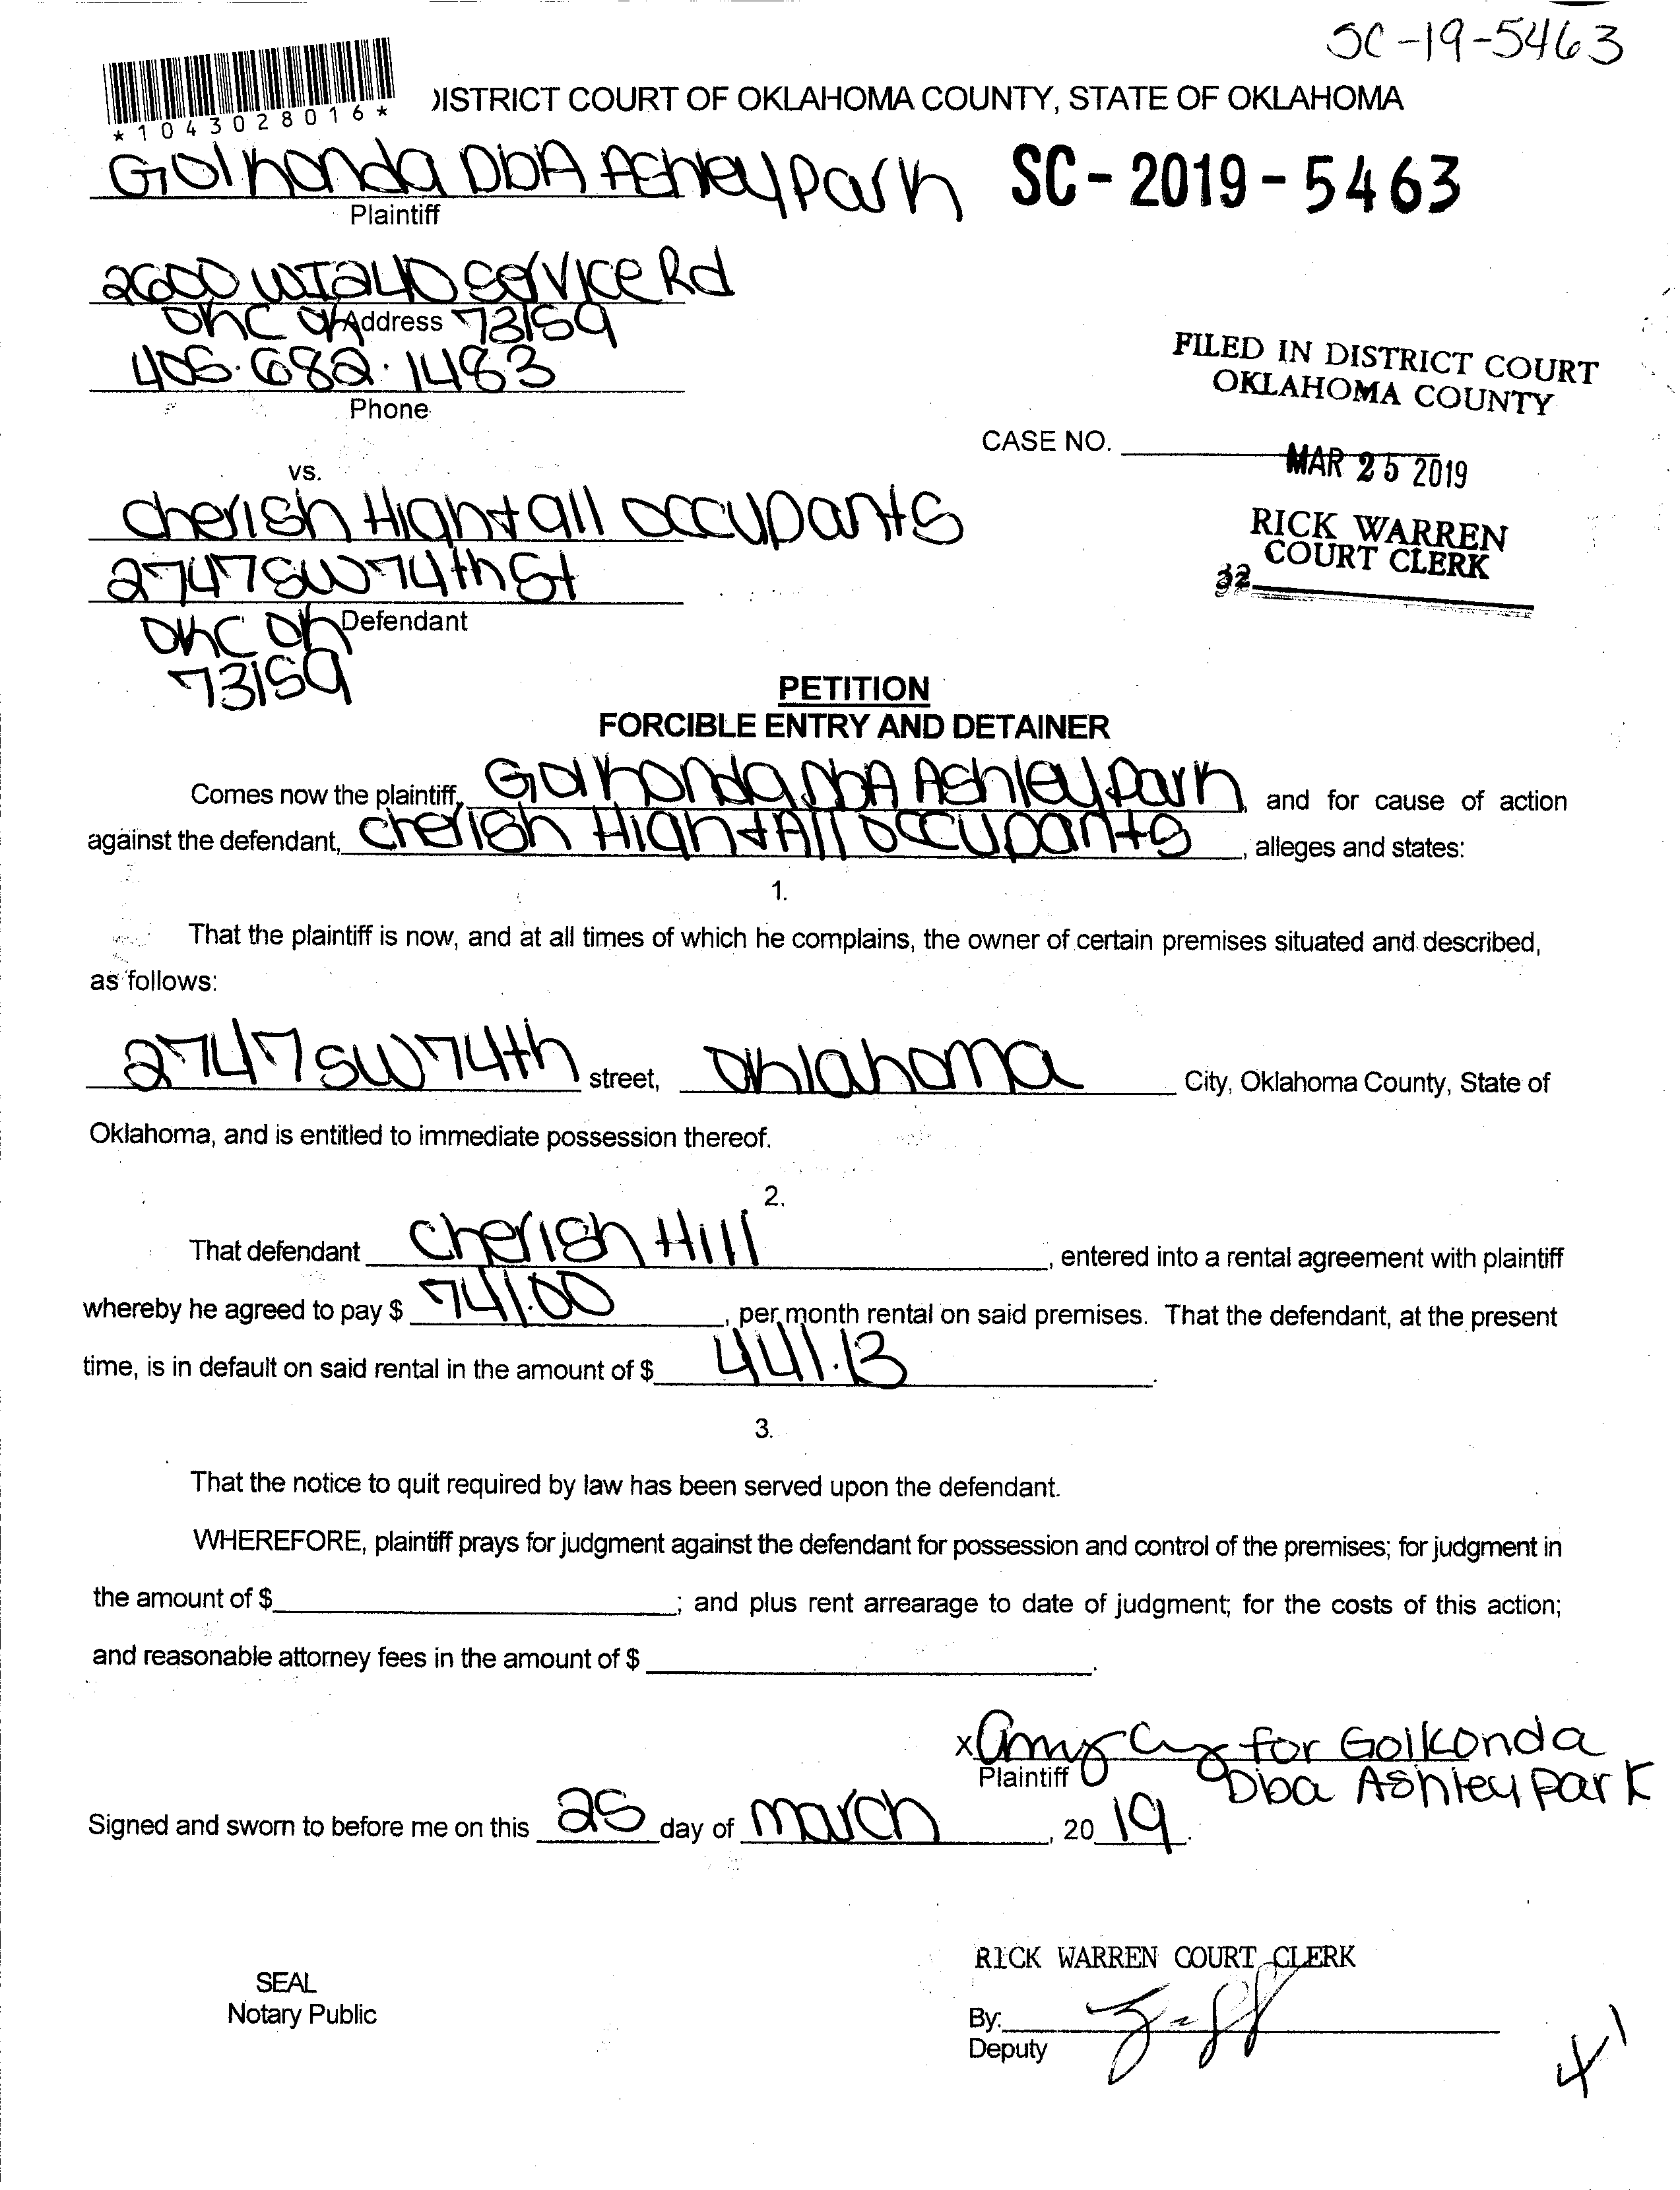 SC-19-5463
*1043028016*
DISTRICT COURT OF OKLAHOMA COUNTY, STATE OF OKLAHOMA
Golkonda DbA Ashley Park SC-2019-5463
Plaintiff
2600 W I240 Service Rd
OKC Ok Address 73159
405.682.1483
Phone
FILED IN DISTRICT COURT
OKLAHOMA COUNTY
CASE NO.
MAR 25 2019
vs.
Cherish High + all occupants
RICK WARREN
COURT CLERK
2747 SW 74th St
32
OKC Ok Defendant
73159
PETITION
FORCIBLE ENTRY AND DETAINER
Comes now the plaintiff, Golkonda DbA Ashley Park, and for cause of action
against the defendant, Cherish High + All occupants, alleges and states:
1.
That the plaintiff is now, and at all times of which he complains, the owner of certain premises situated and described,
as follows:
2747 SW 74th street, Oklahoma City, Oklahoma County, State of
Oklahoma, and is entitled to immediate possession thereof.
2.
That defendant Cherish Hill, entered into a rental agreement with plaintiff
whereby he agreed to pay $ 741.00, per month rental on said premises. That the defendant, at the present
time, is in default on said rental in the amount of $ 441.13.
3.
That the notice to quit required by law has been served upon the defendant.
WHEREFORE, plaintiff prays for judgment against the defendant for possession and control of the premises; for judgment in
the amount of $; and plus rent arrearage to date of judgment; for the costs of this action;
and reasonable attorney fees in the amount of $.
x Amy for Golkonda
Plaintiff Dba Ashley Park
Signed and sworn to before me on this 25 day of March, 20 19.
RICK WARREN COURT CLERK
SEAL
Notary Public
By:
Deputy